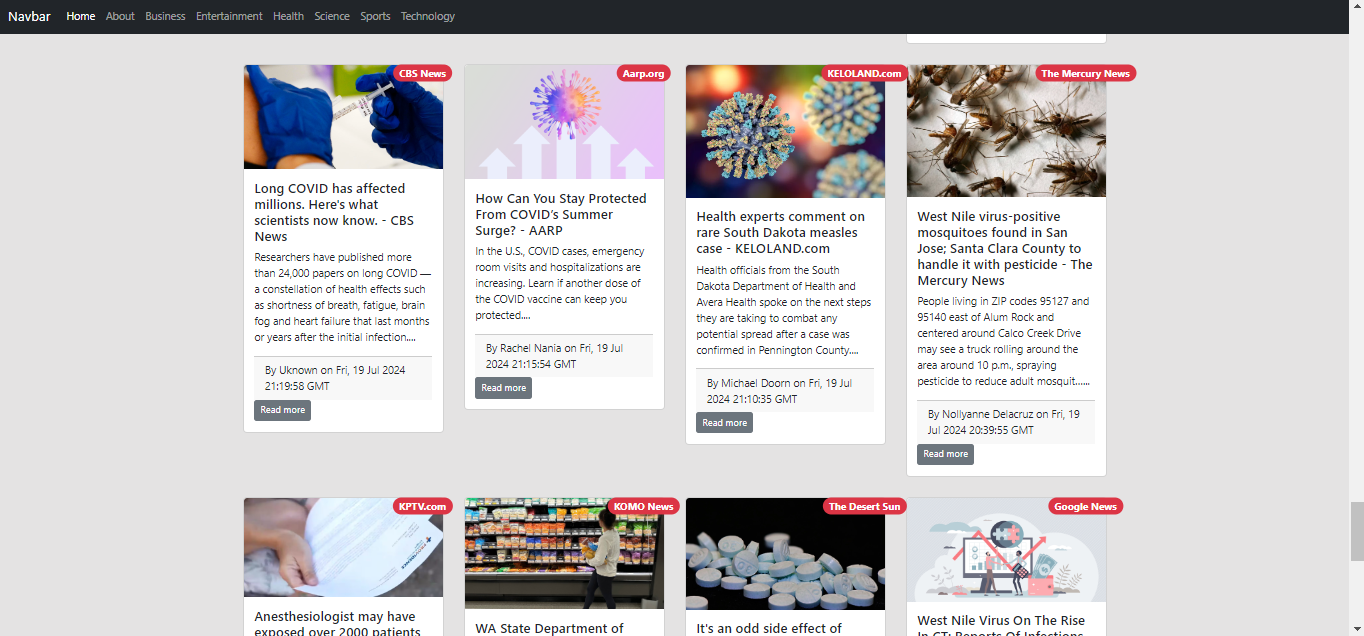 Navbar Home About Business Entertainment Health Science Sports Technology
CBS News
Long COVID has affected
millions. Here's what
scientists now know. - CBS
News
Researchers have published more
than 24,000 papers on long COVID —
a constellation of health effects such
as shortness of breath, fatigue, brain
fog and heart failure that last months
or years after the initial infection....
By Uknown on Fri, 19 Jul 2024
21:19:58 GMT
Read more
Aarp.org
How Can You Stay Protected
From COVID’s Summer
Surge? - AARP
In the U.S., COVID cases, emergency
room visits and hospitalizations are
increasing. Learn if another dose of
the COVID vaccine can keep you
protected....
By Rachel Nania on Fri, 19 Jul
2024 21:15:54 GMT
Read more
KELOLAND.com
Health experts comment on
rare South Dakota measles
case - KELOLAND.com
Health officials from the South
Dakota Department of Health and
Avera Health spoke on the next steps
they are taking to combat any
potential spread after a case was
confirmed in Pennington County....
By Michael Doorn on Fri, 19 Jul
2024 21:10:35 GMT
Read more
The Mercury News
West Nile virus-positive
mosquitoes found in San
Jose; Santa Clara County to
handle it with pesticide - The
Mercury News
People living in ZIP codes 95127 and
95140 east of Alum Rock and
centered around Calco Creek Drive
may see a truck rolling around the
area around 10 p.m., spraying
pesticide to reduce adult mosquit......
By Nollyanne Delacruz on Fri, 19
Jul 2024 20:39:55 GMT
Read more
KPTV.com
Anesthesiologist may have
exposed over 2000 patients
KOMO News
WA State Department of
The Desert Sun
It's an odd side effect of
Google News
West Nile Virus On The Rise
In CT: Reports Of Infections